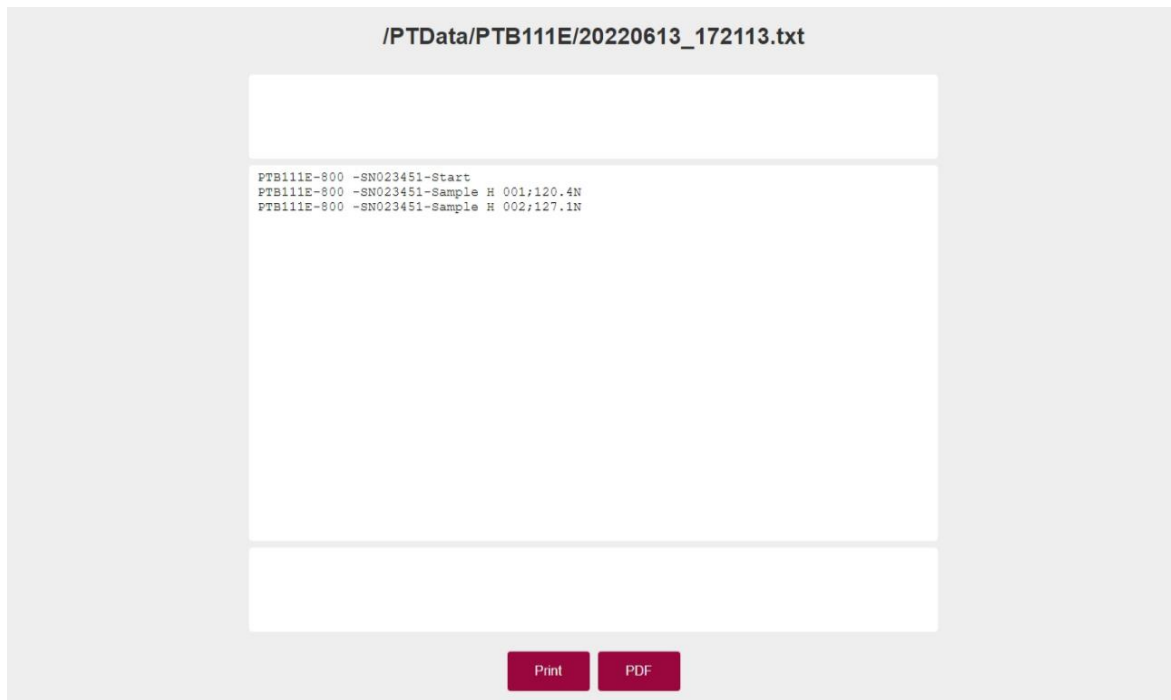 /PTData/PTB111E/20220613_172113.txt
PTB111E-800 -SN023451-Start
PTB111E-800 -SN023451-Sample H 001;120.4N
PTB111E-800 -SN023451-Sample H 002;127.1N
Print
PDF